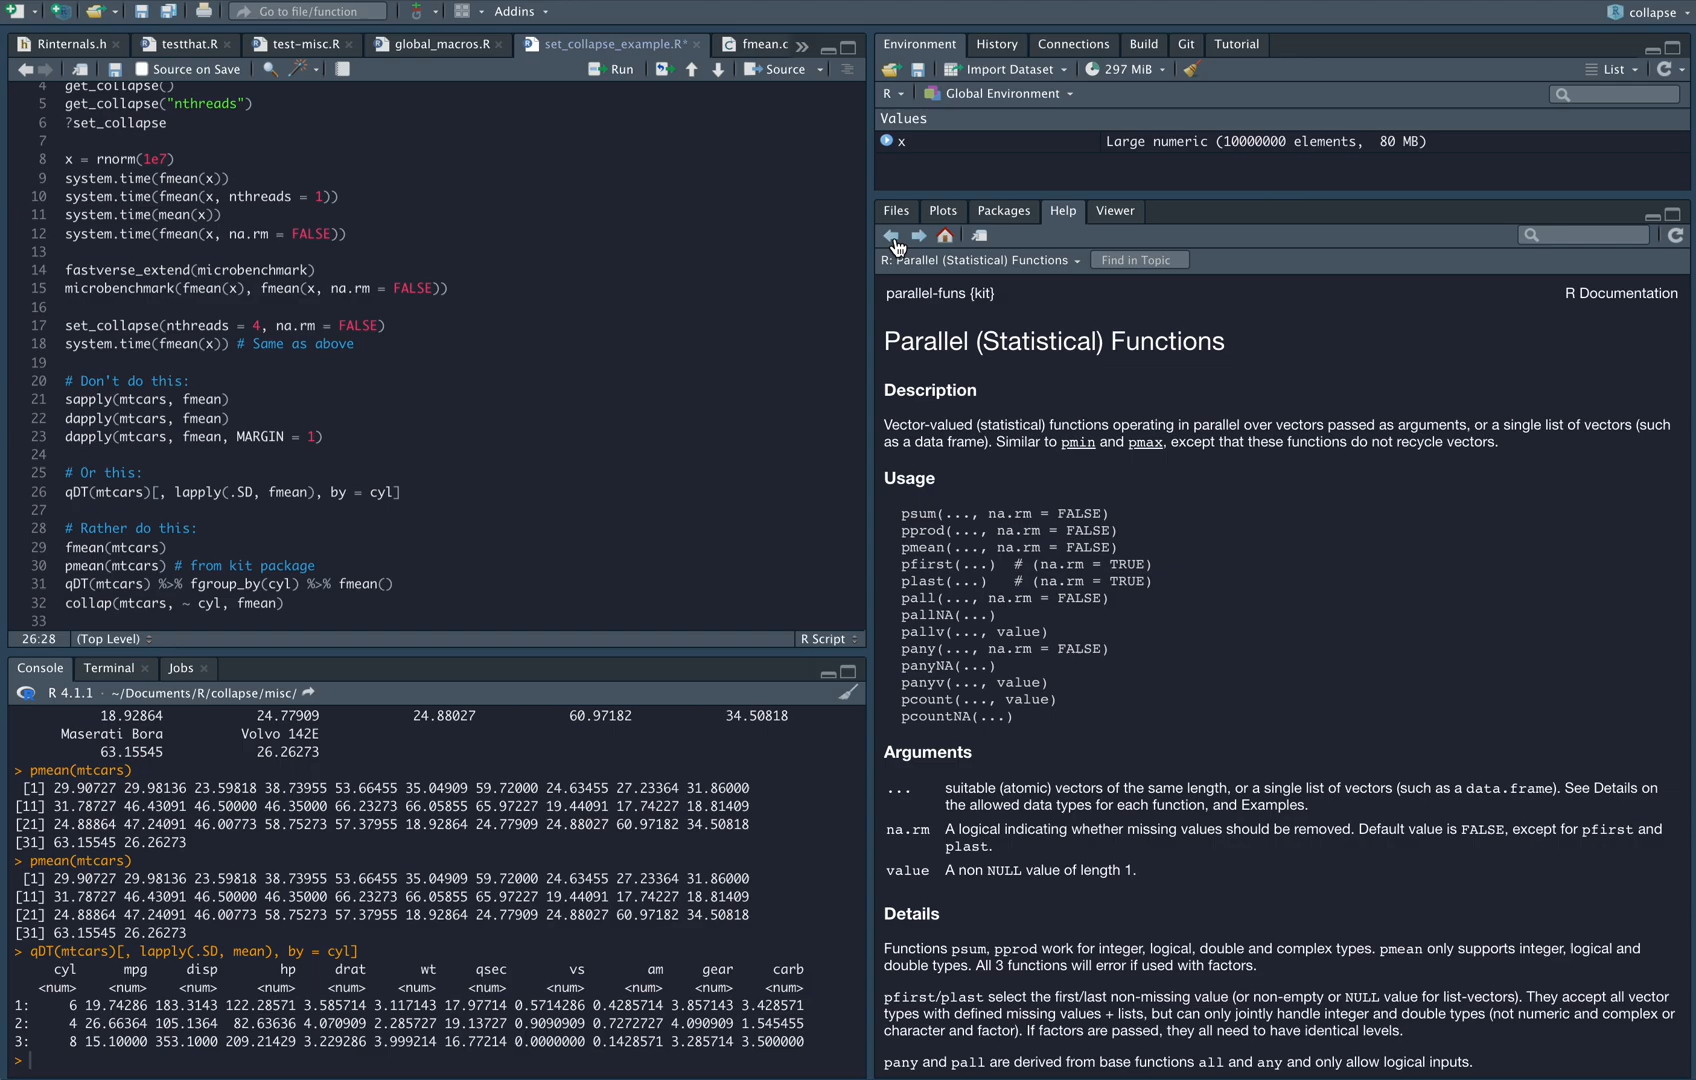 Go to file/function
Addins
collapse
Rinternals.h
testthat.R
test-misc.R
global_macros.R
set_collapse_example.R*
fmean.c
Source on Save
Run
Source
4 get_collapse()
5 get_collapse("nthreads")
6 ?set_collapse
7
8 x = rnorm(1e7)
9 system.time(fmean(x))
10 system.time(fmean(x, nthreads = 1))
11 system.time(mean(x))
12 system.time(fmean(x, na.rm = FALSE))
13
14 fastverse_extend(microbenchmark)
15 microbenchmark(fmean(x), fmean(x, na.rm = FALSE))
16
17 set_collapse(nthreads = 4, na.rm = FALSE)
18 system.time(fmean(x)) # Same as above
19
20 # Don't do this:
21 sapply(mtcars, fmean)
22 dapply(mtcars, fmean)
23 dapply(mtcars, fmean, MARGIN = 1)
24
25 # Or this:
26 qDT(mtcars)[, lapply(.SD, fmean), by = cyl]
27
28 # Rather do this:
29 fmean(mtcars)
30 pmean(mtcars) # from kit package
31 qDT(mtcars) %>% fgroup_by(cyl) %>% fmean()
32 collap(mtcars, ~ cyl, fmean)
33
26:28 (Top Level) R Script
Console Terminal Jobs
R 4.1.1 · ~/Documents/R/collapse/misc/
18.92864 24.77909 24.88027 60.97182 34.50818
Maserati Bora Volvo 142E
63.15545 26.26273
> pmean(mtcars)
[1] 29.90727 29.98136 23.59818 38.73955 53.66455 35.04909 59.72000 24.63455 27.23364 31.86000
[11] 31.78727 46.43091 46.50000 46.35000 66.23273 66.05855 65.97227 19.44091 17.74227 18.81409
[21] 24.88864 47.24091 46.00773 58.75273 57.37955 18.92864 24.77909 24.88027 60.97182 34.50818
[31] 63.15545 26.26273
> pmean(mtcars)
[1] 29.90727 29.98136 23.59818 38.73955 53.66455 35.04909 59.72000 24.63455 27.23364 31.86000
[11] 31.78727 46.43091 46.50000 46.35000 66.23273 66.05855 65.97227 19.44091 17.74227 18.81409
[21] 24.88864 47.24091 46.00773 58.75273 57.37955 18.92864 24.77909 24.88027 60.97182 34.50818
[31] 63.15545 26.26273
> qDT(mtcars)[, lapply(.SD, mean), by = cyl]
cyl mpg disp hp drat wt qsec vs am gear carb
<num> <num> <num> <num> <num> <num> <num> <num> <num> <num> <num>
1: 6 19.74286 183.3143 122.28571 3.585714 3.117143 17.97714 0.5714286 0.4285714 3.857143 3.428571
2: 4 26.66364 105.1364 82.63636 4.070909 2.285727 19.13727 0.9090909 0.7272727 4.090909 1.545455
3: 8 15.10000 353.1000 209.21429 3.229286 3.999214 16.77214 0.0000000 0.1428571 3.285714 3.500000
>
Environment History Connections Build Git Tutorial
Import Dataset 297 MiB List
R Global Environment
Values
x Large numeric (10000000 elements, 80 MB)
Files Plots Packages Help Viewer
R: Parallel (Statistical) Functions Find in Topic
parallel-funs {kit} R Documentation
Parallel (Statistical) Functions
Description
Vector-valued (statistical) functions operating in parallel over vectors passed as arguments, or a single list of vectors (such
as a data frame). Similar to pmin and pmax, except that these functions do not recycle vectors.
Usage
psum(..., na.rm = FALSE)
pprod(..., na.rm = FALSE)
pmean(..., na.rm = FALSE)
pfirst(...) # (na.rm = TRUE)
plast(...) # (na.rm = TRUE)
pall(..., na.rm = FALSE)
pallNA(...)
pallv(..., value)
pany(..., na.rm = FALSE)
panyNA(...)
panyv(..., value)
pcount(..., value)
pcountNA(...)
Arguments
... suitable (atomic) vectors of the same length, or a single list of vectors (such as a data.frame). See Details on
the allowed data types for each function, and Examples.
na.rm A logical indicating whether missing values should be removed. Default value is FALSE, except for pfirst and
plast.
value A non NULL value of length 1.
Details
Functions psum, pprod work for integer, logical, double and complex types. pmean only supports integer, logical and
double types. All 3 functions will error if used with factors.
pfirst/plast select the first/last non-missing value (or non-empty or NULL value for list-vectors). They accept all vector
types with defined missing values + lists, but can only jointly handle integer and double types (not numeric and complex or
character and factor). If factors are passed, they all need to have identical levels.
pany and pall are derived from base functions all and any and only allow logical inputs.